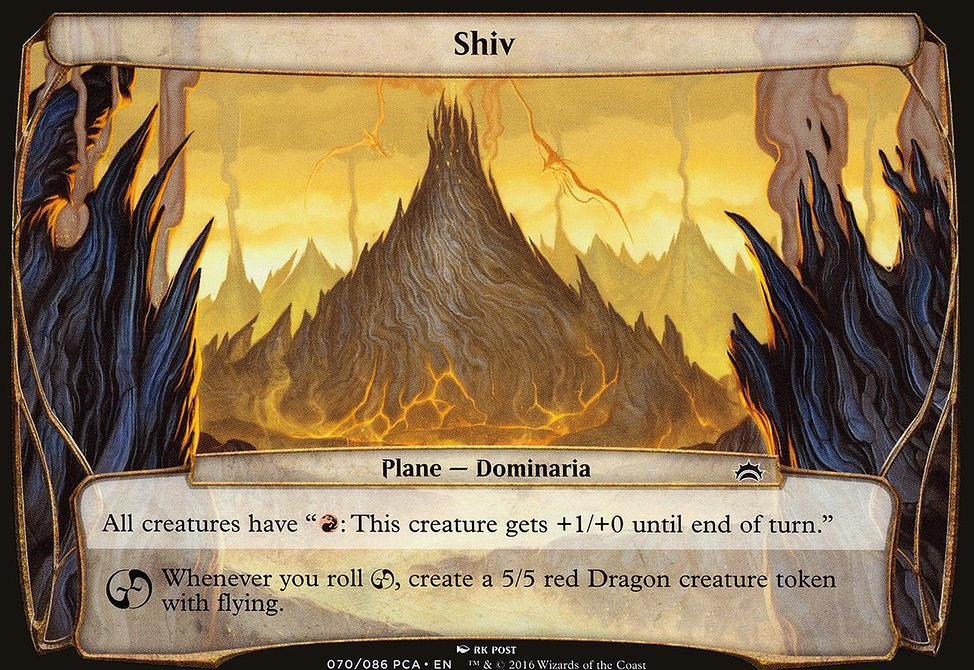 Shiv
Plane — Dominaria
All creatures have “ : This creature gets +1/+0 until end of turn.”
Whenever you roll , create a 5/5 red Dragon creature token
with flying.
RK POST
070/086 PCA • EN ™ & © 2016 Wizards of the Coast